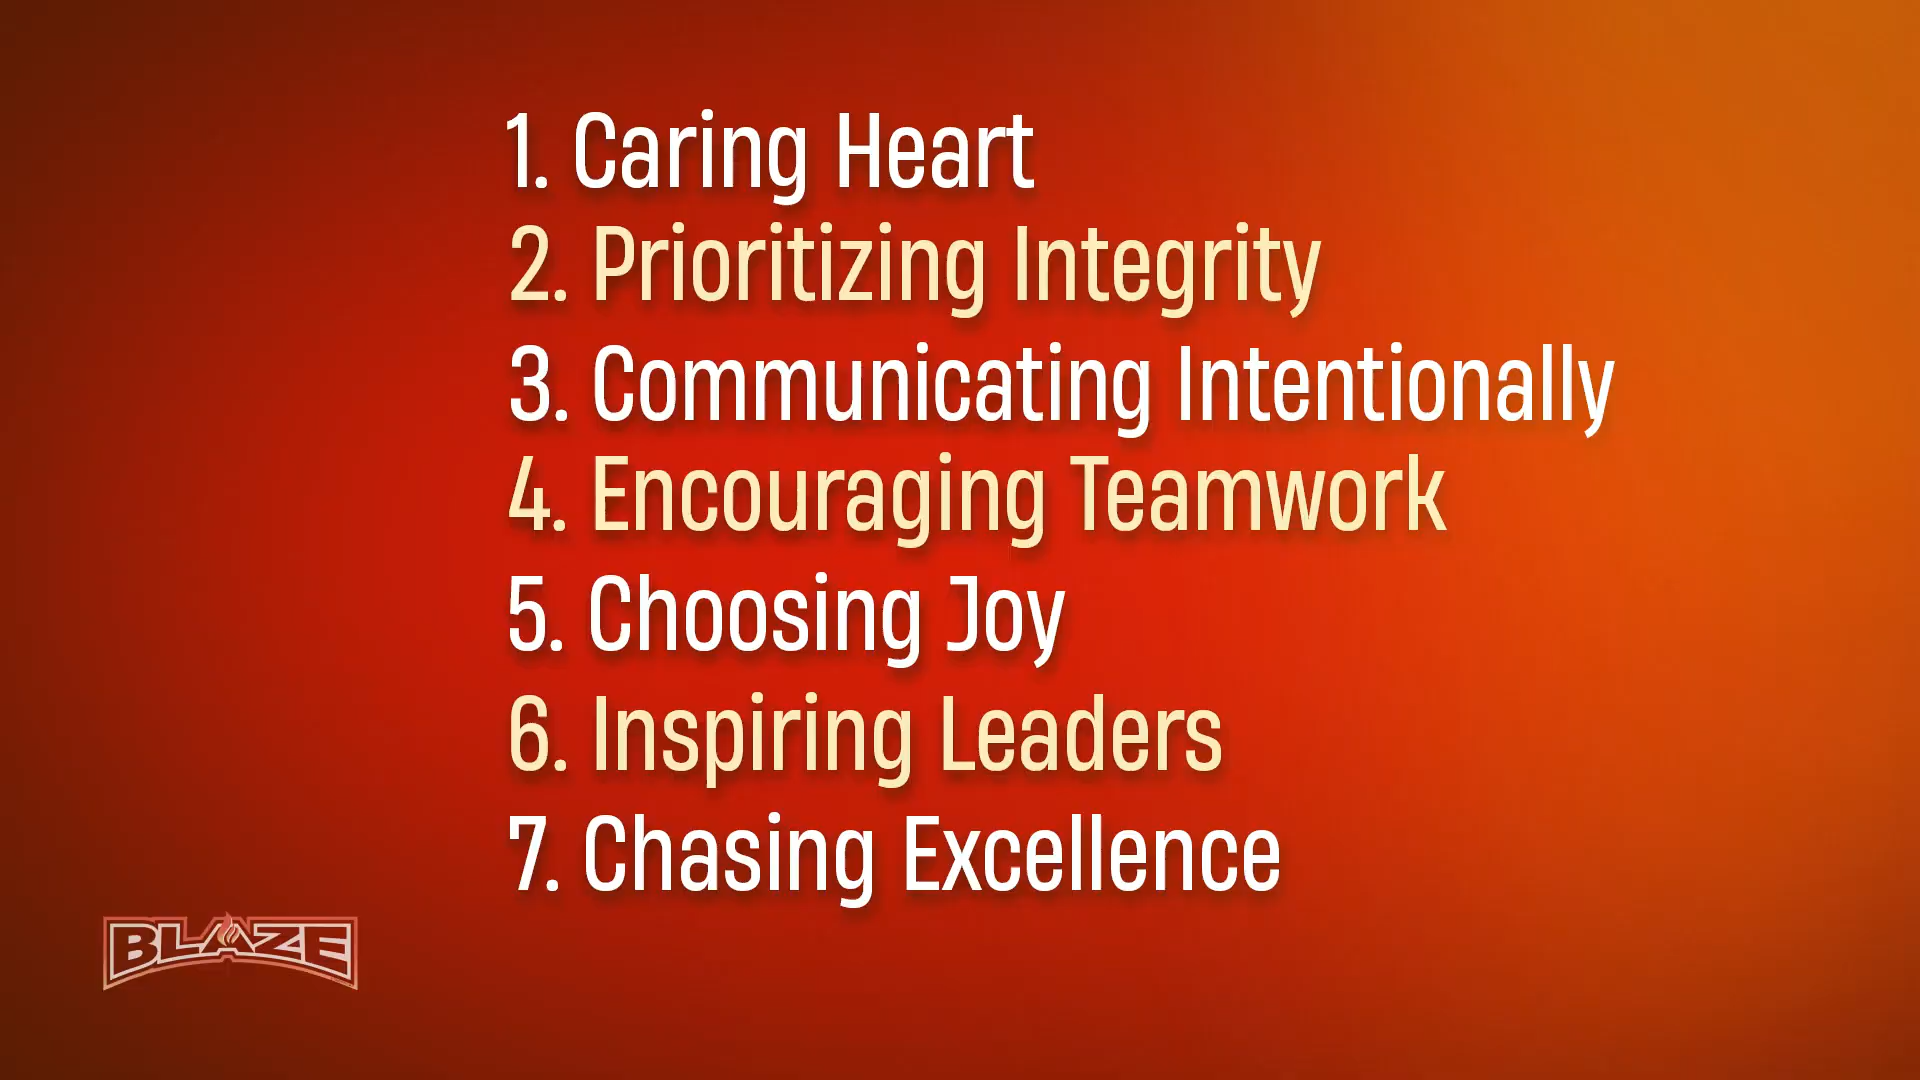 1. Caring Heart
2. Prioritizing Integrity
3. Communicating Intentionally
4. Encouraging Teamwork
5. Choosing Joy
6. Inspiring Leaders
7. Chasing Excellence
BLAZE